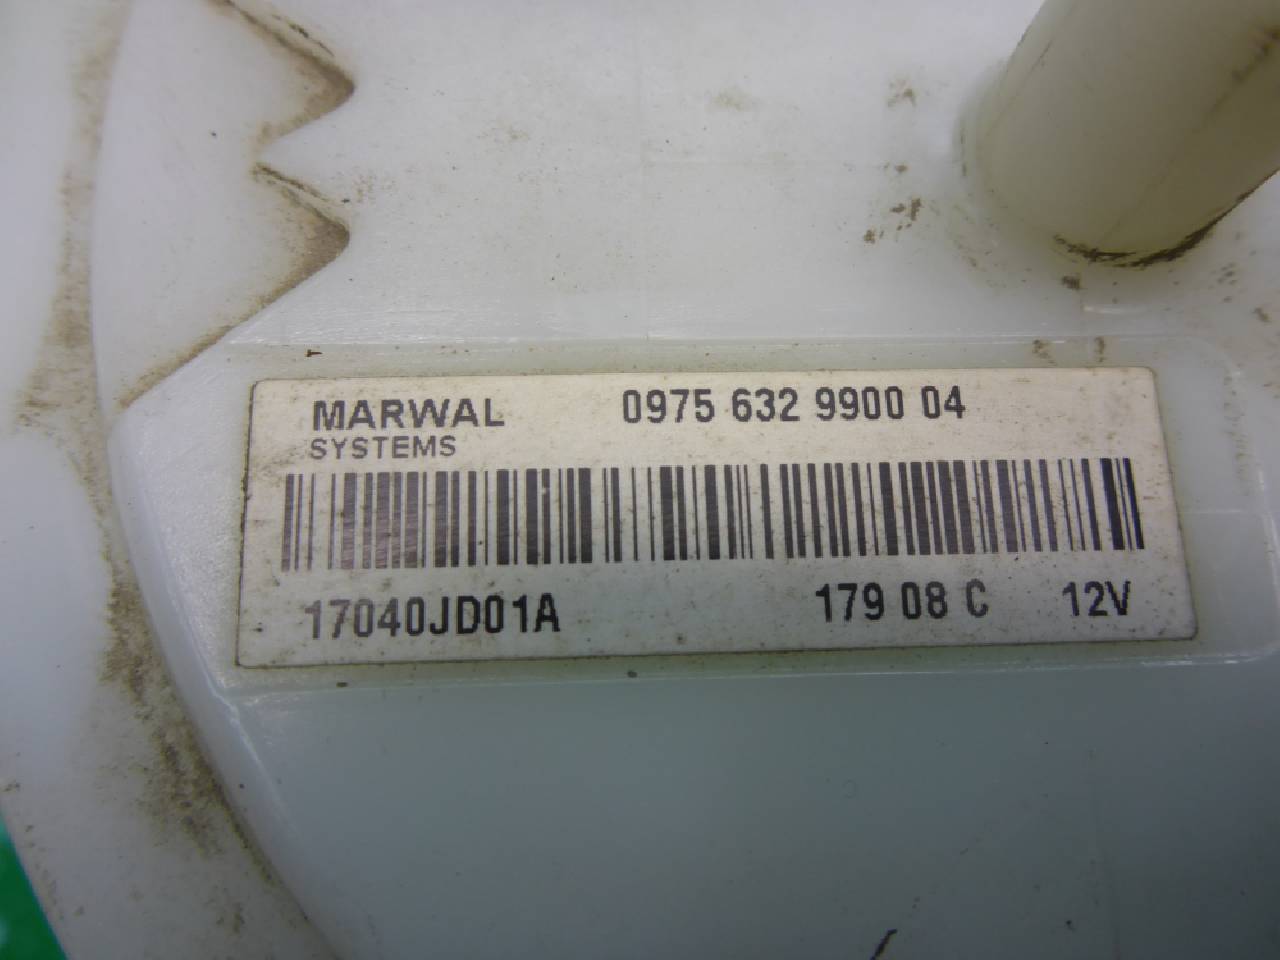 MARWAL 0975 632 9900 04
SYSTEMS
17040JD01A 179 08 C 12V